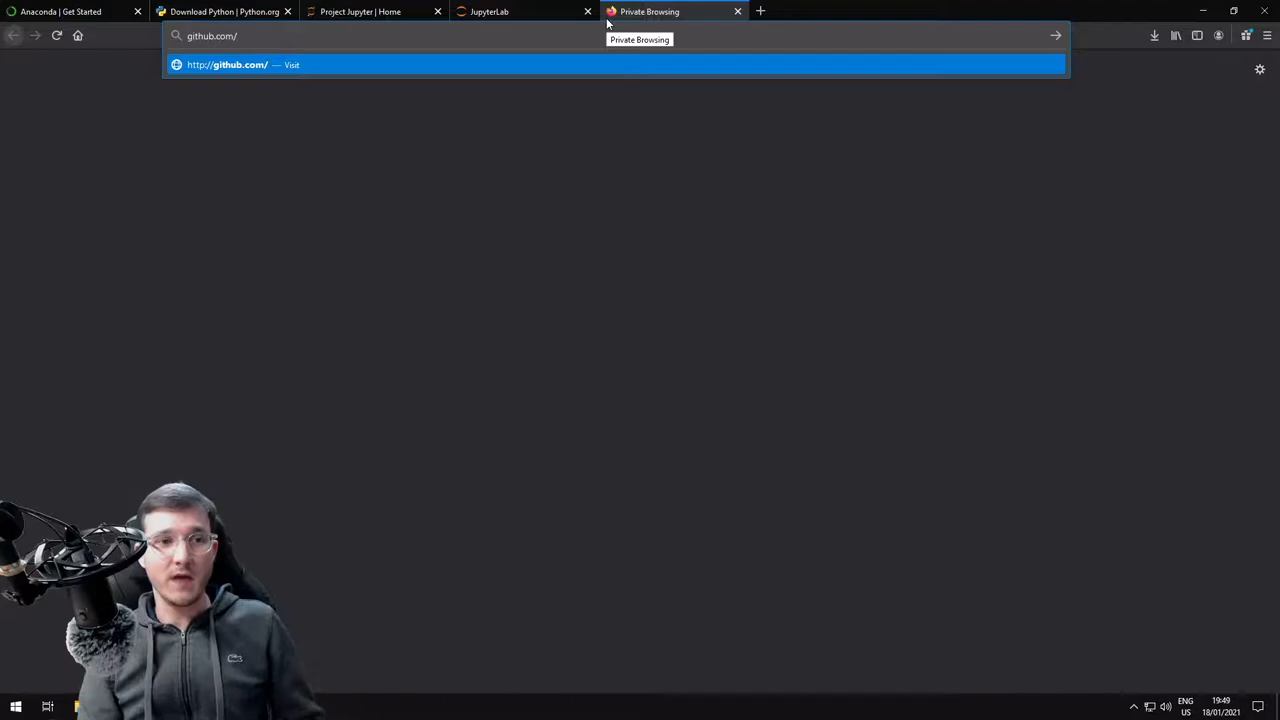 Anaconda | Get Started
Download Python | Python.org
Project Jupyter | Home
JupyterLab
Private Browsing
github.com/
Private Browsing
http://github.com/ — Visit
ENG
US
19:49
18/01/2021